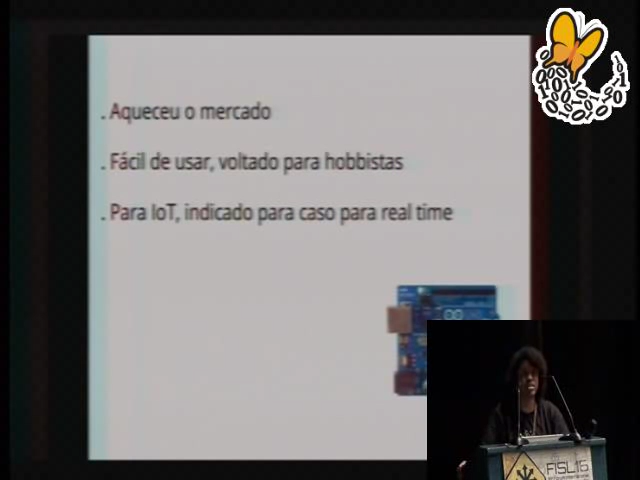 . Aqueceu o mercado
. Fácil de usar, voltado para hobbistas
. Para IoT, indicado para caso para real time
FISL16